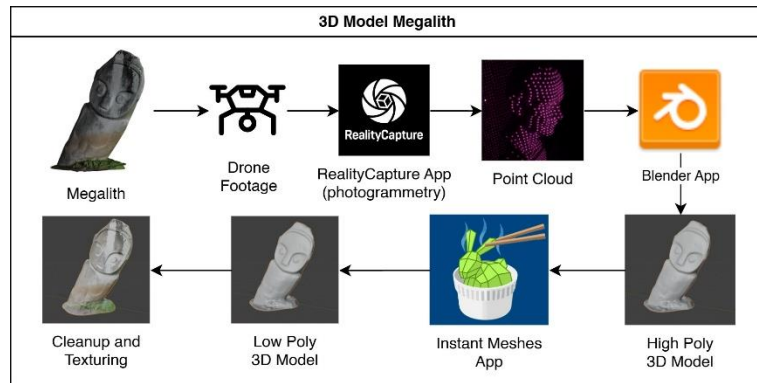 3D Model Megalith
RealityCapture
Megalith
Drone
Footage
RealityCapture App
(photogrammetry)
Point Cloud
Blender App
Cleanup and
Texturing
Low Poly
3D Model
Instant Meshes
App
High Poly
3D Model